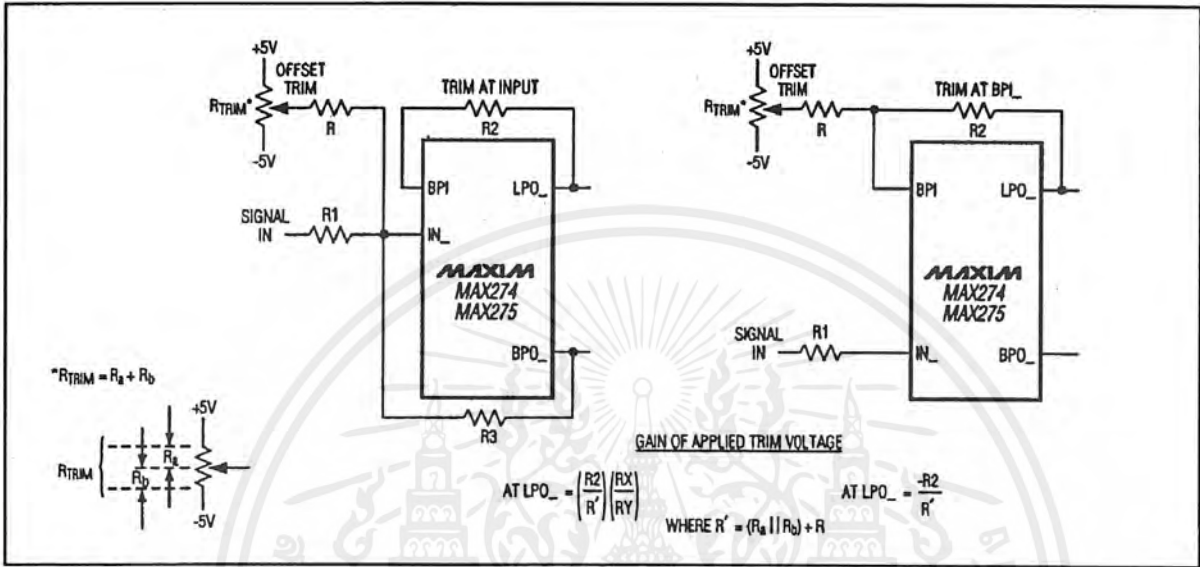 +5V
OFFSET
TRIM
RTRIM*
R
-5V
TRIM AT INPUT
R2
BPI
LPO_
SIGNAL
IN
R1
IN_
MAXIM
MAX274
MAX275
BPO_
R3
+5V
OFFSET
TRIM
RTRIM*
R
-5V
TRIM AT BPI_
R2
BPI
LPO_
MAXIM
MAX274
MAX275
SIGNAL
IN
R1
IN_
BPO_
*RTRIM = Ra + Rb
+5V
RTRIM
Ra
Rb
-5V
GAIN OF APPLIED TRIM VOLTAGE
AT LPO_ = (R2/R') (RX/RY)
AT LPO_ = -R2/R'
WHERE R' = (Ra || Rb) + R